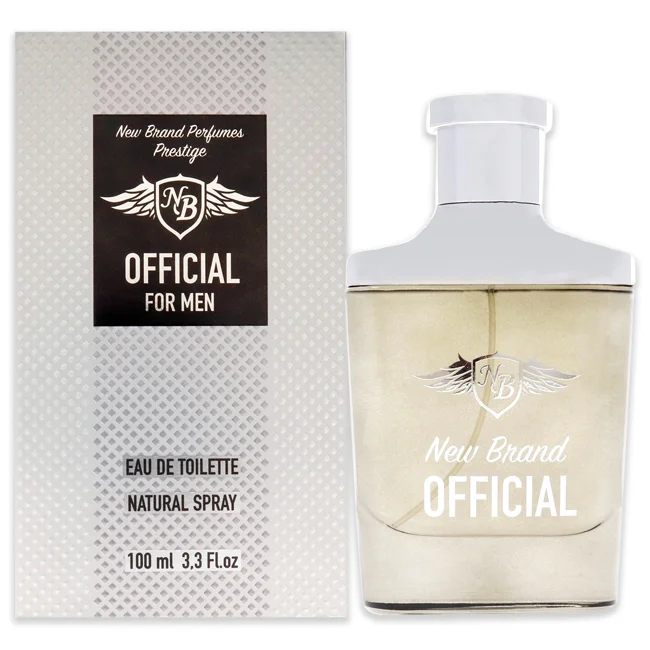 New Brand Perfumes
Prestige
NB
OFFICIAL
FOR MEN
EAU DE TOILETTE
NATURAL SPRAY
100 ml 3,3 Fl.oz
NB
New Brand
OFFICIAL